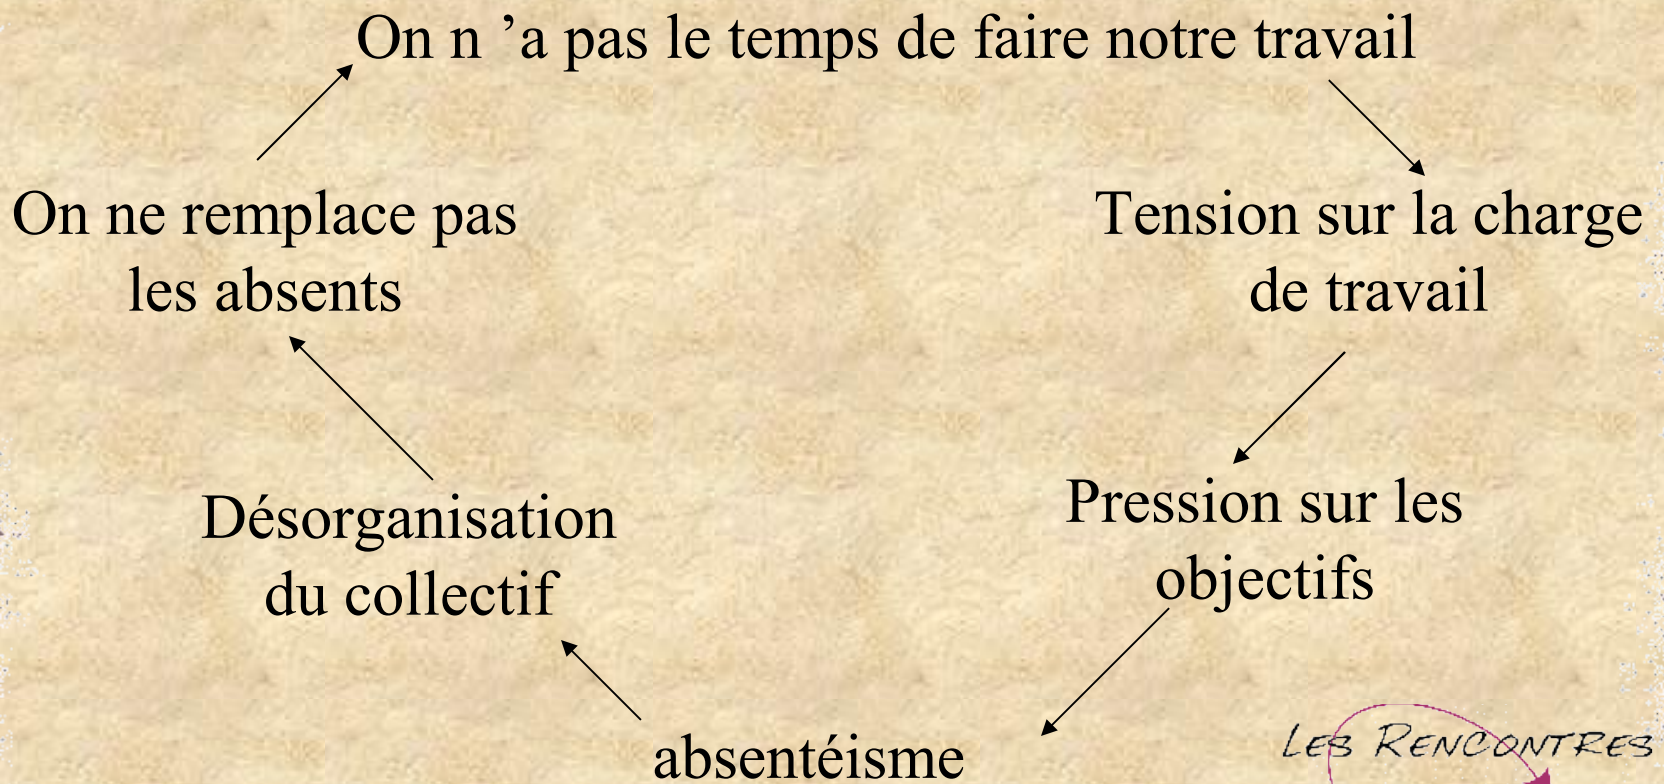 On n ’a pas le temps de faire notre travail
On ne remplace pas
les absents
Tension sur la charge
de travail
Désorganisation
du collectif
Pression sur les
objectifs
absentéisme
LES RENCONTRES